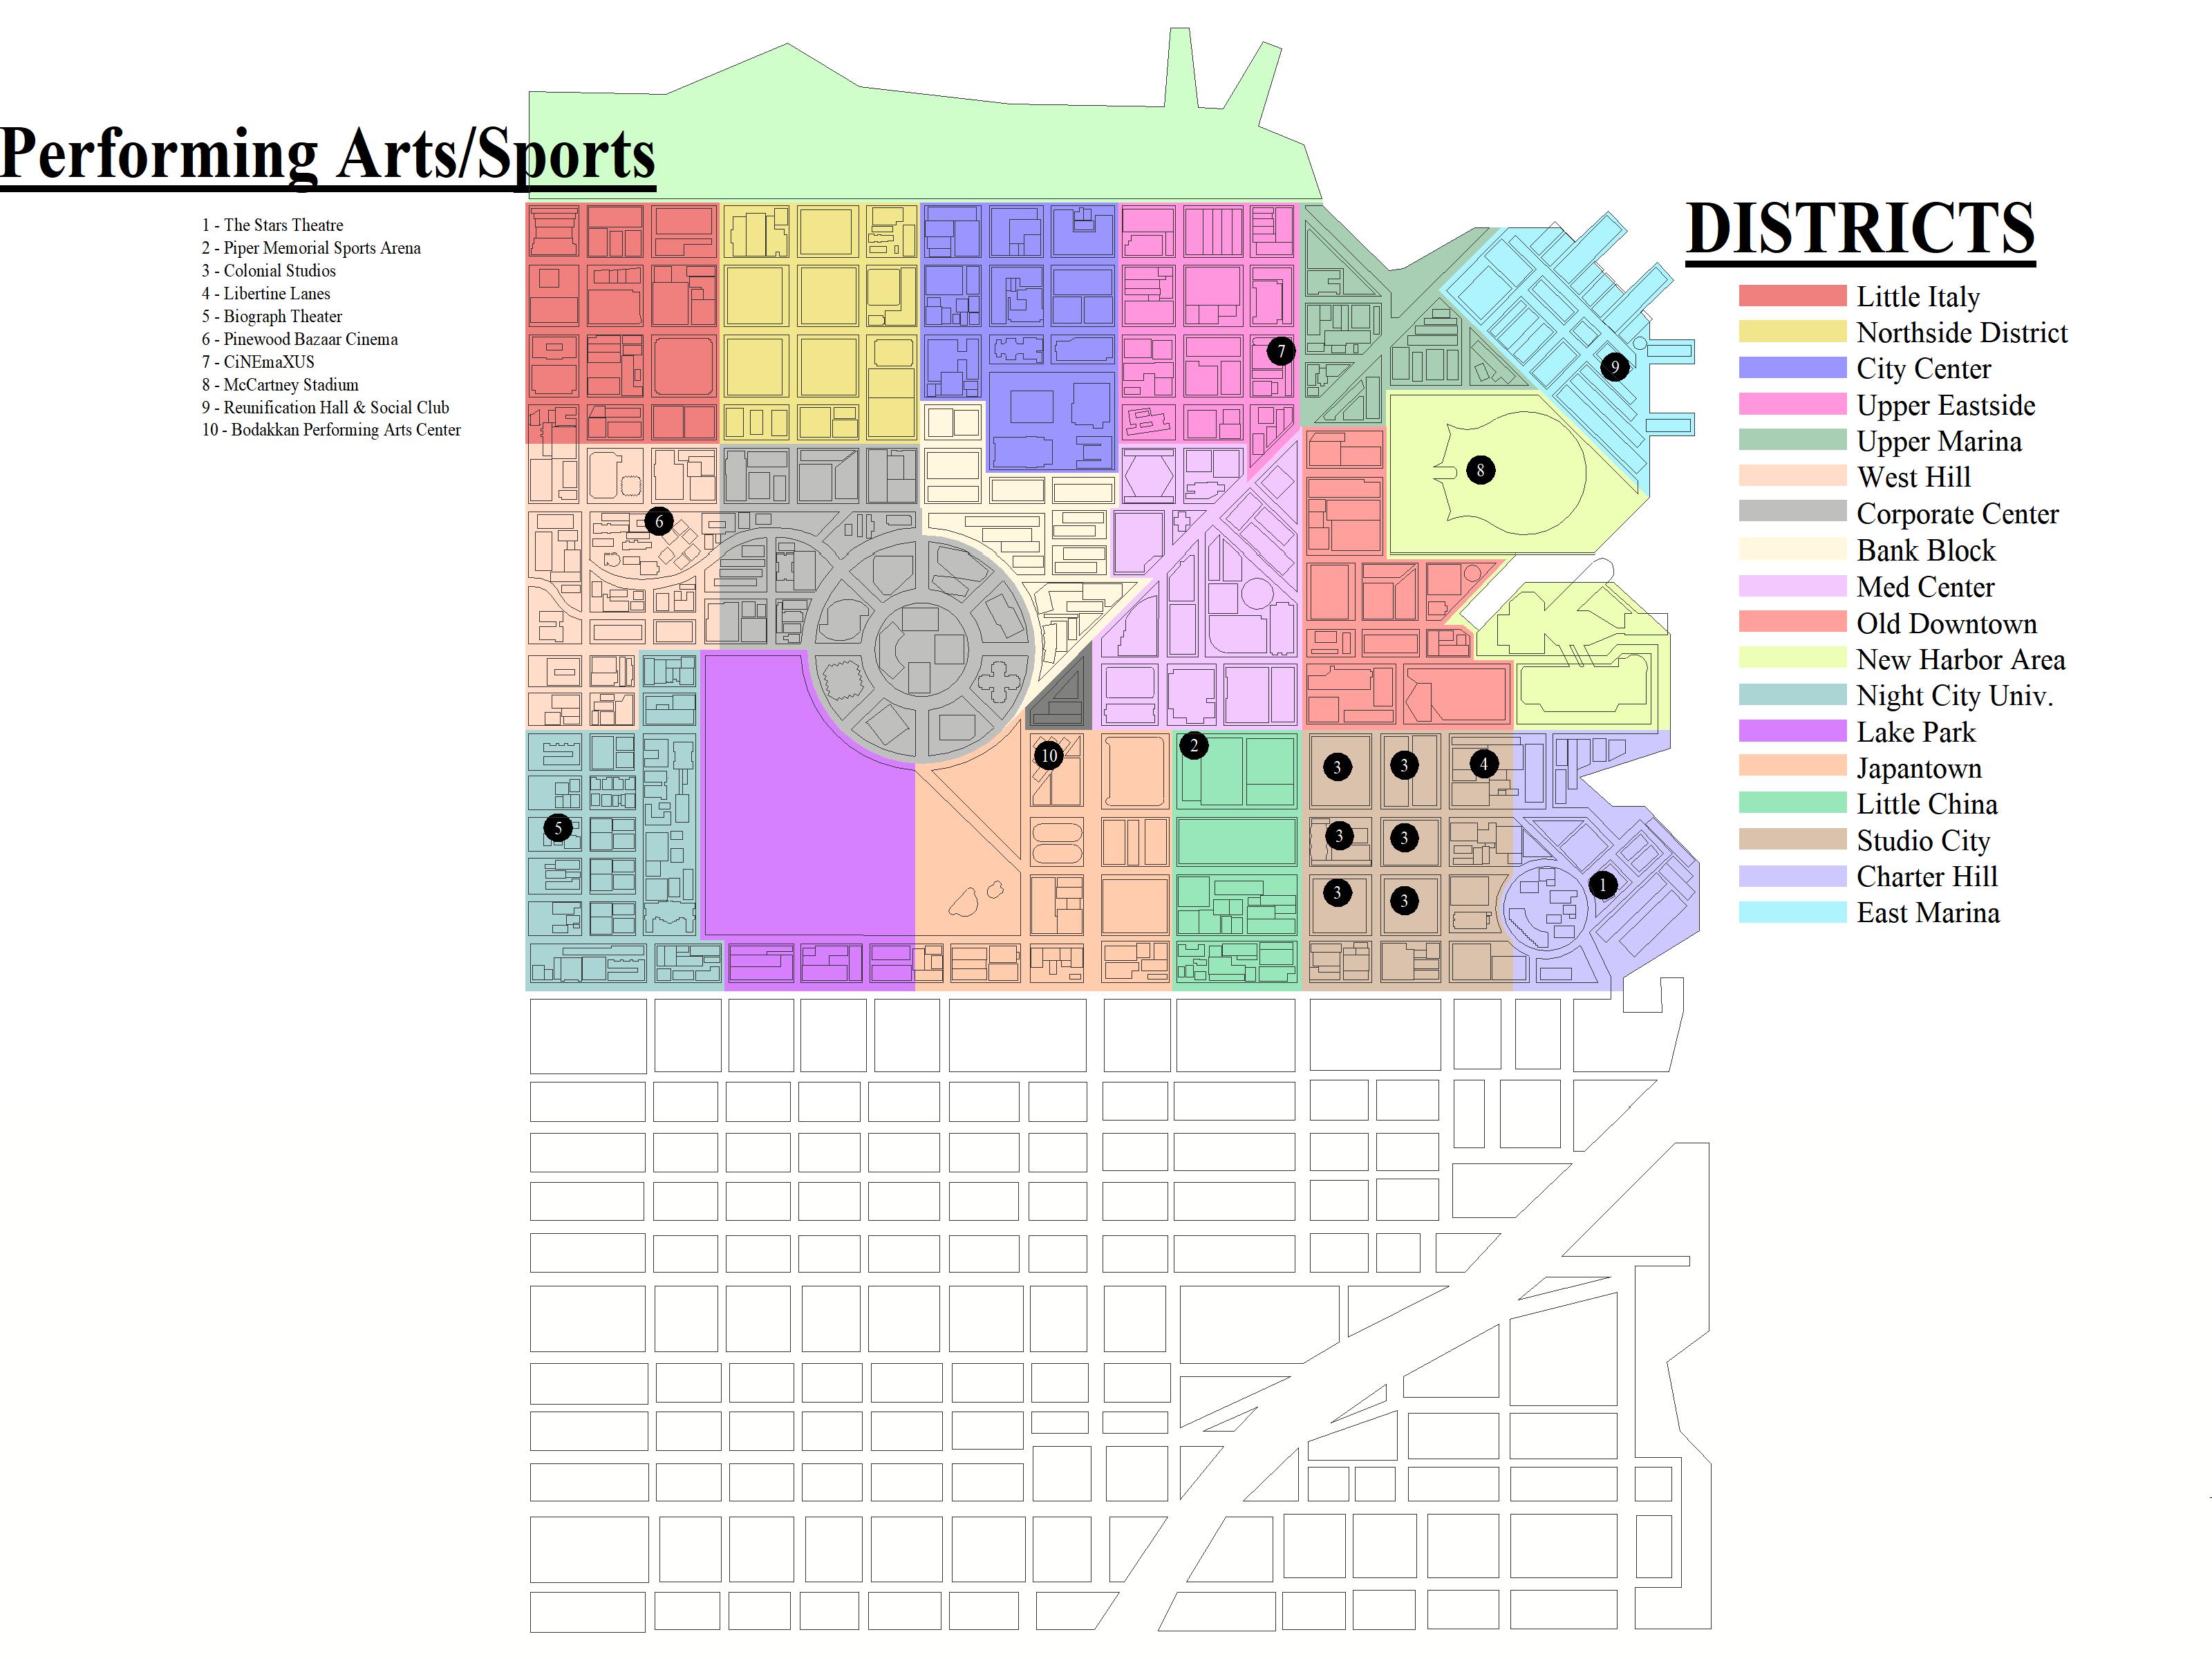 Performing Arts/Sports
1 - The Stars Theatre
2 - Piper Memorial Sports Arena
3 - Colonial Studios
4 - Libertine Lanes
5 - Biograph Theater
6 - Pinewood Bazaar Cinema
7 - CiNEmaXUS
8 - McCartney Stadium
9 - Reunification Hall & Social Club
10 - Bodakkan Performing Arts Center
DISTRICTS
Little Italy
Northside District
City Center
Upper Eastside
Upper Marina
West Hill
Corporate Center
Bank Block
Med Center
Old Downtown
New Harbor Area
Night City Univ.
Lake Park
Japantown
Little China
Studio City
Charter Hill
East Marina
7
9
8
6
2
10
3
3
4
5
3
3
1
3
3